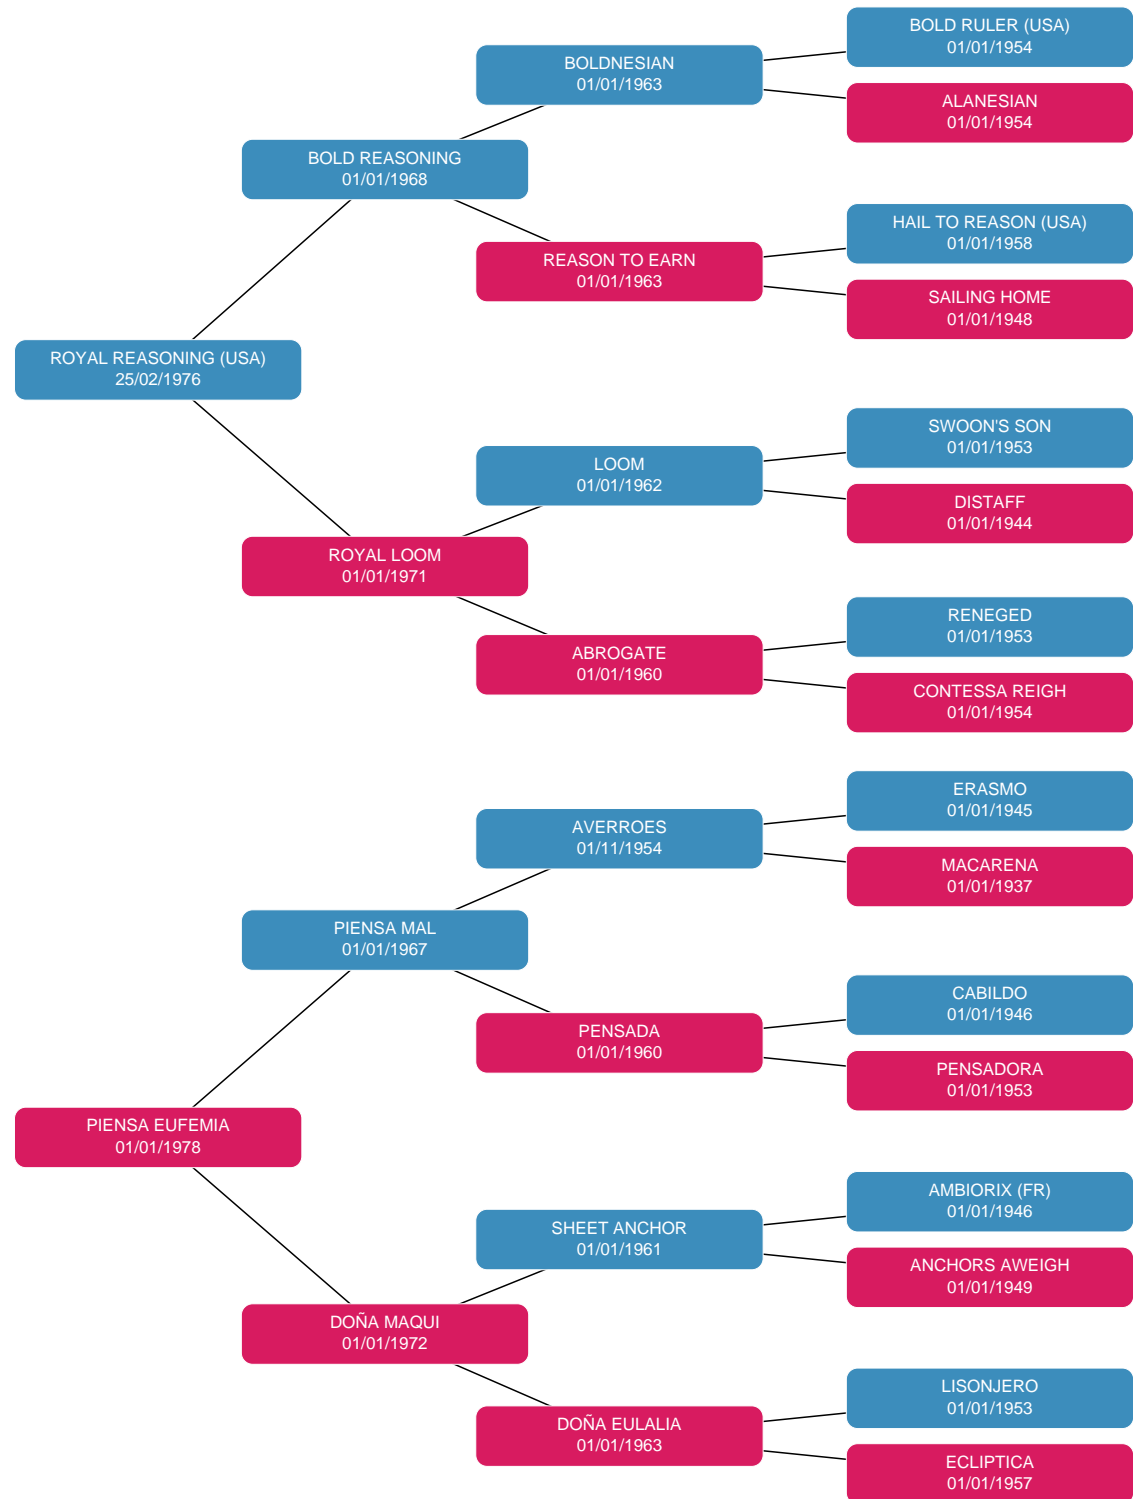 BOLD RULER (USA)
01/01/1954
BOLDNESIAN
01/01/1963
ALANESIAN
01/01/1954
BOLD REASONING
01/01/1968
HAIL TO REASON (USA)
01/01/1958
REASON TO EARN
01/01/1963
SAILING HOME
01/01/1948
ROYAL REASONING (USA)
25/02/1976
SWOON'S SON
01/01/1953
LOOM
01/01/1962
DISTAFF
01/01/1944
ROYAL LOOM
01/01/1971
RENEGED
01/01/1953
ABROGATE
01/01/1960
CONTESSA REIGH
01/01/1954
ERASMO
01/01/1945
AVERROES
01/11/1954
MACARENA
01/01/1937
PIENSA MAL
01/01/1967
CABILDO
01/01/1946
PENSADA
01/01/1960
PENSADORA
01/01/1953
PIENSA EUFEMIA
01/01/1978
AMBIORIX (FR)
01/01/1946
SHEET ANCHOR
01/01/1961
ANCHORS AWEIGH
01/01/1949
DOÑA MAQUI
01/01/1972
LISONJERO
01/01/1953
DOÑA EULALIA
01/01/1963
ECLIPTICA
01/01/1957